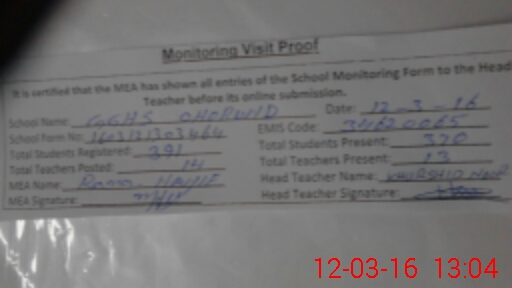 Monitoring Visit Proof
It is certified that the MEA has shown all entries of the School Monitoring Form to the Head
Teacher before its online submission.
School Name: GGHS Date: 12-3-16
School Form No: EMIS Code:
Total Students Registered: 391 Total Students Present: 330
Total Teachers Posted: 14 Total Teachers Present: 13
MEA Name Head Teacher Name:
MEA Signature: Head Teacher Signature:
12-03-16 13:04